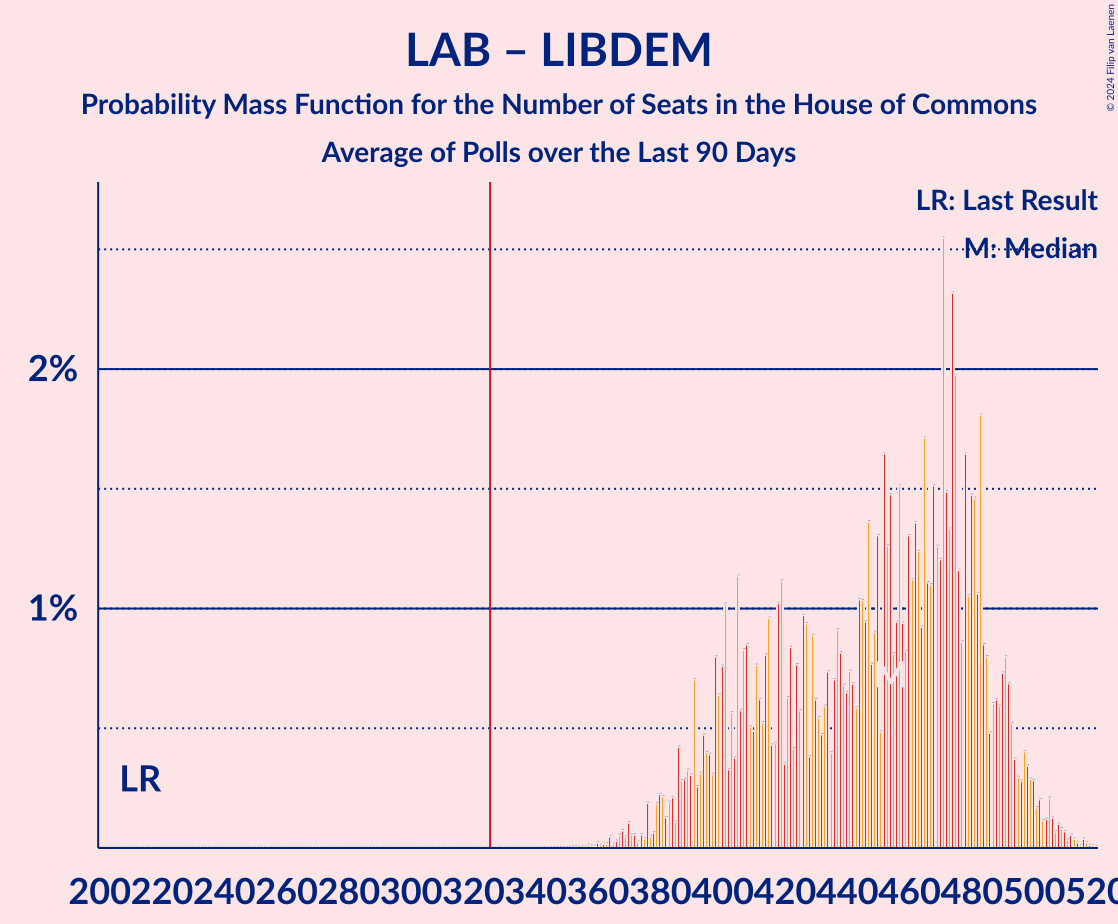 LAB – LIBDEM
Probability Mass Function for the Number of Seats in the House of Commons
Average of Polls over the Last 90 Days
© 2024 Filip van Laenen
LR: Last Result
M: Median
2%
1%
LR
M
200220240260280300320340360380400420440460480500520